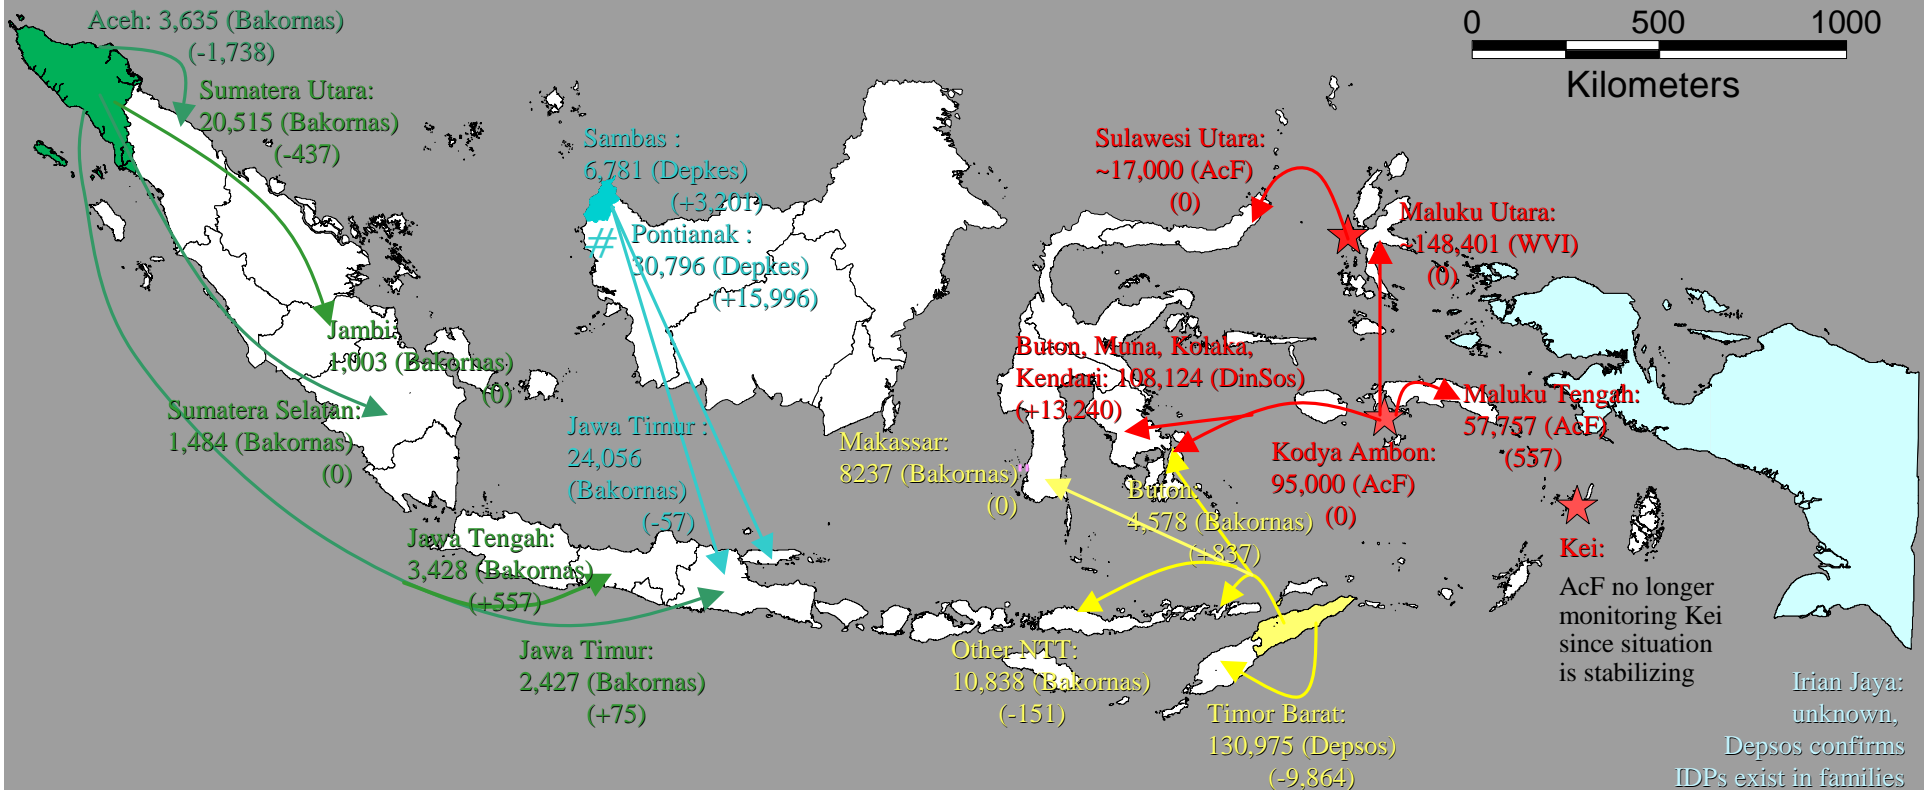 Aceh: 3,635 (Bakornas)
(-1,738)
Sumatera Utara:
20,515 (Bakornas)
(-437)
Jambi:
1,003 (Bakornas)
(0)
Sumatera Selatan:
1,484 (Bakornas)
(0)
Jawa Tengah:
3,428 (Bakornas)
(+557)
Jawa Timur:
2,427 (Bakornas)
(+75)
Sambas :
6,781 (Depkes)
(+3,201)
#
Pontianak :
30,796 (Depkes)
(+15,996)
Jawa Timur :
24,056
(Bakornas)
(-57)
Makassar:
8237 (Bakornas)
(0)
Buton:
4,578 (Bakornas)
(+837)
Other NTT:
10,838 (Bakornas)
(-151)
Timor Barat:
130,975 (Depsos)
(-9,864)
Sulawesi Utara:
~17,000 (AcF)
(0)
Maluku Utara:
~148,401 (WVI)
(0)
Buton, Muna, Kolaka,
Kendari: 108,124 (DinSos)
(+13,240)
Maluku Tengah:
57,757 (AcF)
(557)
Kodya Ambon:
95,000 (AcF)
(0)
Kei:
AcF no longer
monitoring Kei
since situation
is stabilizing
Irian Jaya:
unknown,
Depsos confirms
IDPs exist in families
0 500 1000
Kilometers